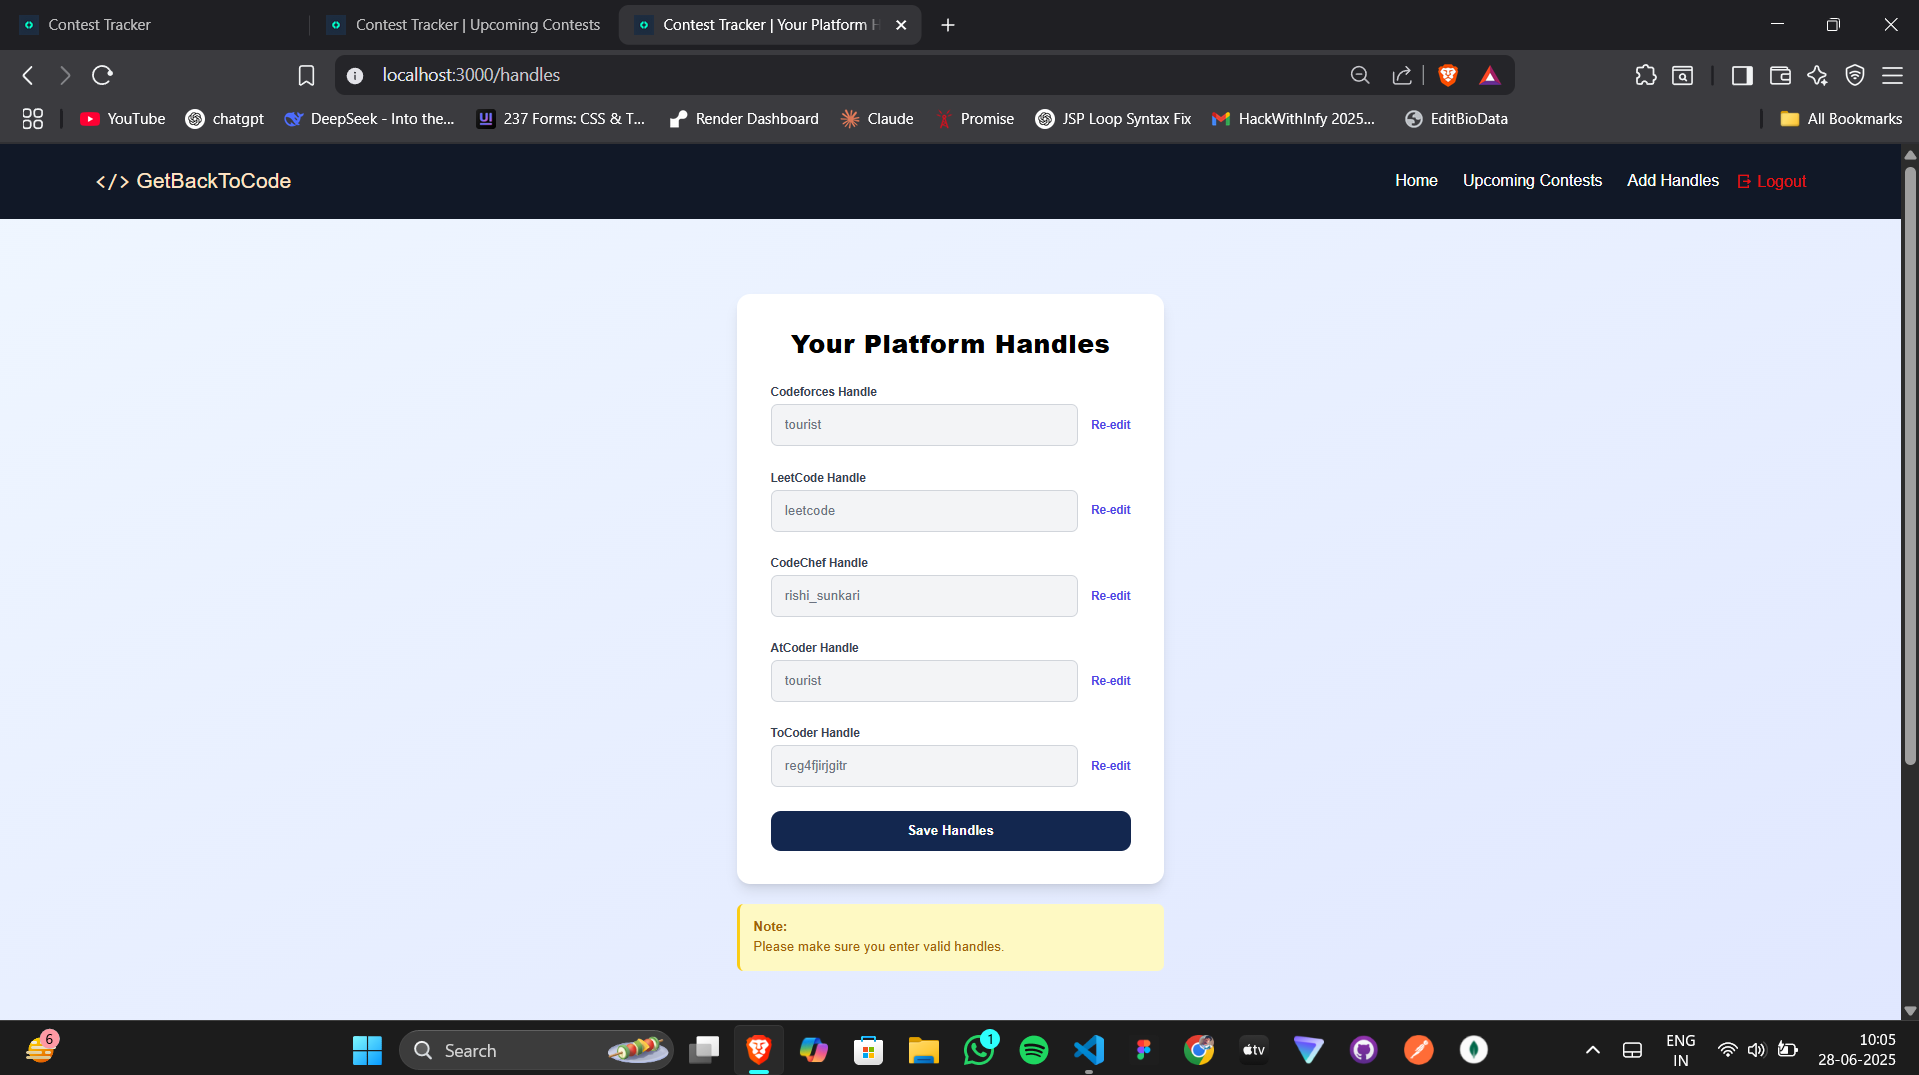 Contest Tracker
Contest Tracker | Upcoming Contests
Contest Tracker | Your Platform H
localhost:3000/handles
YouTube
chatgpt
DeepSeek - Into the...
UI
237 Forms: CSS & T...
Render Dashboard
Claude
Promise
JSP Loop Syntax Fix
HackWithInfy 2025...
EditBioData
All Bookmarks
</> GetBackToCode
Home
Upcoming Contests
Add Handles
Logout
Your Platform Handles
Codeforces Handle
tourist
Re-edit
LeetCode Handle
leetcode
Re-edit
CodeChef Handle
rishi_sunkari
Re-edit
AtCoder Handle
tourist
Re-edit
ToCoder Handle
reg4fjirjgitr
Re-edit
Save Handles
Note:
Please make sure you enter valid handles.
6
Search
1
tv
ENG
IN
10:05
28-06-2025